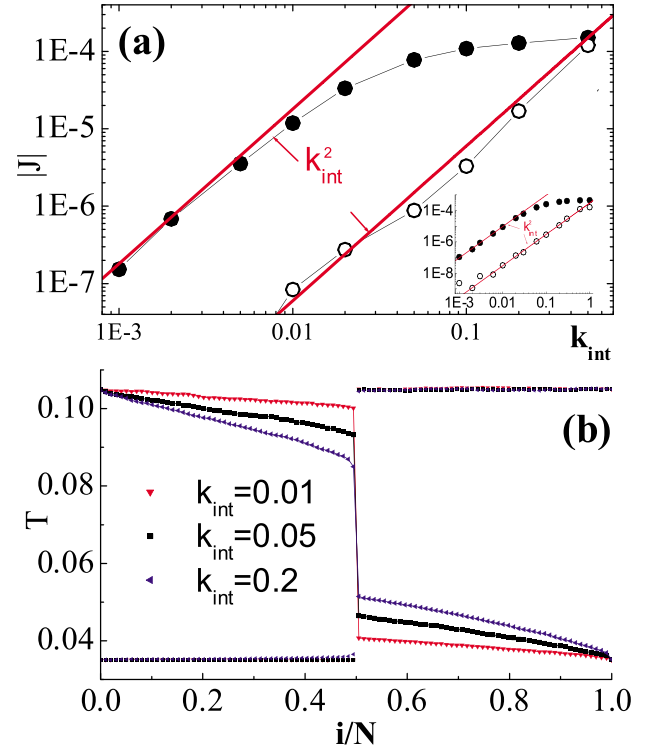 (a)
|J|
1E-4
1E-5
1E-6
1E-7
k²int
1E-3
0.01
0.1
kint
1E-4
1E-6
1E-8
k²int
1E-3
0.01
0.1
1
(b)
T
0.10
0.08
0.06
0.04
kint=0.01
kint=0.05
kint=0.2
0.0
0.2
0.4
0.6
0.8
1.0
i/N